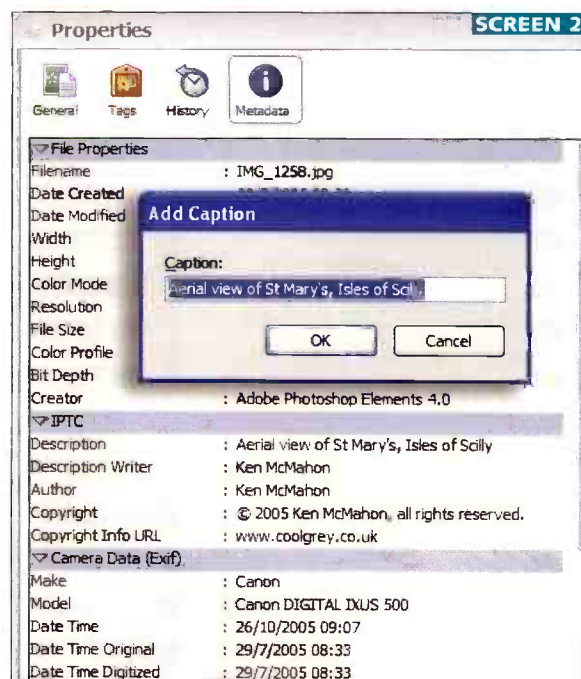 SCREEN 2
Properties
General Tags History Metadata
File Properties
Filename : IMG_1258.jpg
Date Created
Date Modified
Width
Height
Color Mode
Resolution
File Size
Color Profile
Bit Depth
Add Caption
Caption:
Aerial view of St Mary's, Isles of Scilly
OK Cancel
Creator : Adobe Photoshop Elements 4.0
IPTC
Description : Aerial view of St Mary's, Isles of Scilly
Description Writer : Ken McMahon
Author : Ken McMahon
Copyright : © 2005 Ken McMahon, all rights reserved.
Copyright Info URL : www.coolgrey.co.uk
Camera Data (Exif)
Make : Canon
Model : Canon DIGITAL IXUS 500
Date Time : 26/10/2005 09:07
Date Time Original : 29/7/2005 08:33
Date Time Digitized : 29/7/2005 08:33